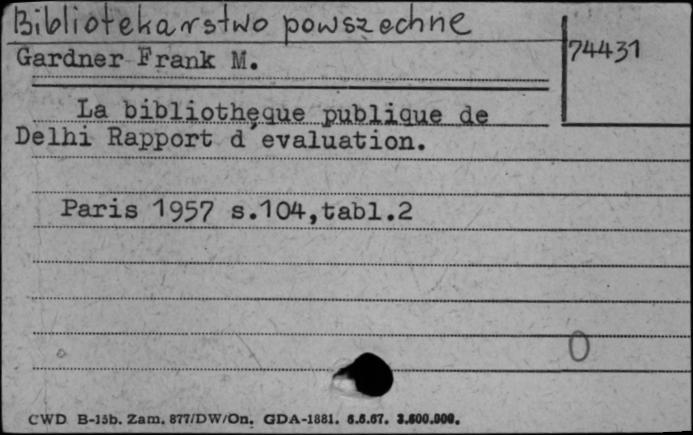 Bibliotekarstwo powszechne
74431
Gardner Frank M.
La bibliothęque publique de
Delhi Rapport d evaluation.
Paris 1957 s.104,tabl.2
0
CWD B-15b. Zam. 877/DW/On. GDA-1881. 6.6.67. 3.600.000.